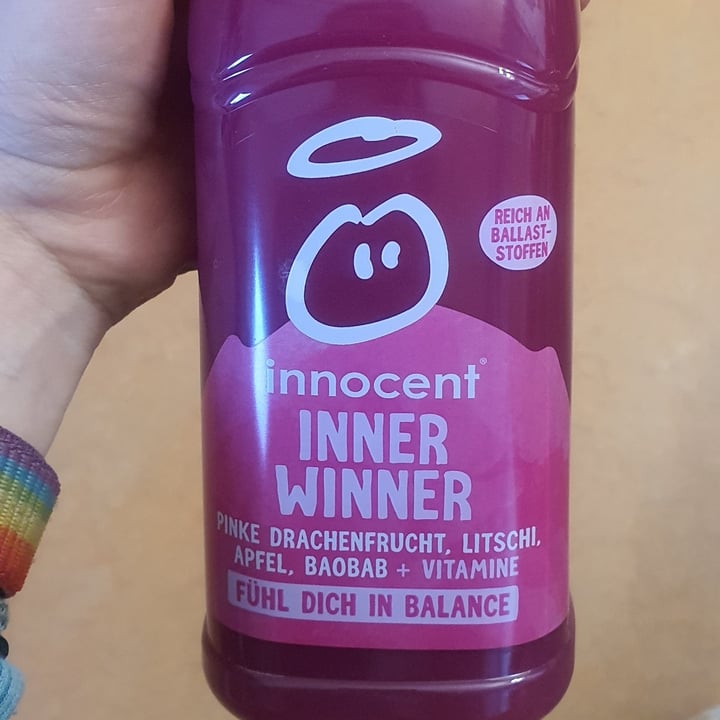 REICH AN
BALLAST-
STOFFEN
innocent®
INNER
WINNER
PINKE DRACHENFRUCHT, LITSCHI,
APFEL, BAOBAB + VITAMINE
FÜHL DICH IN BALANCE